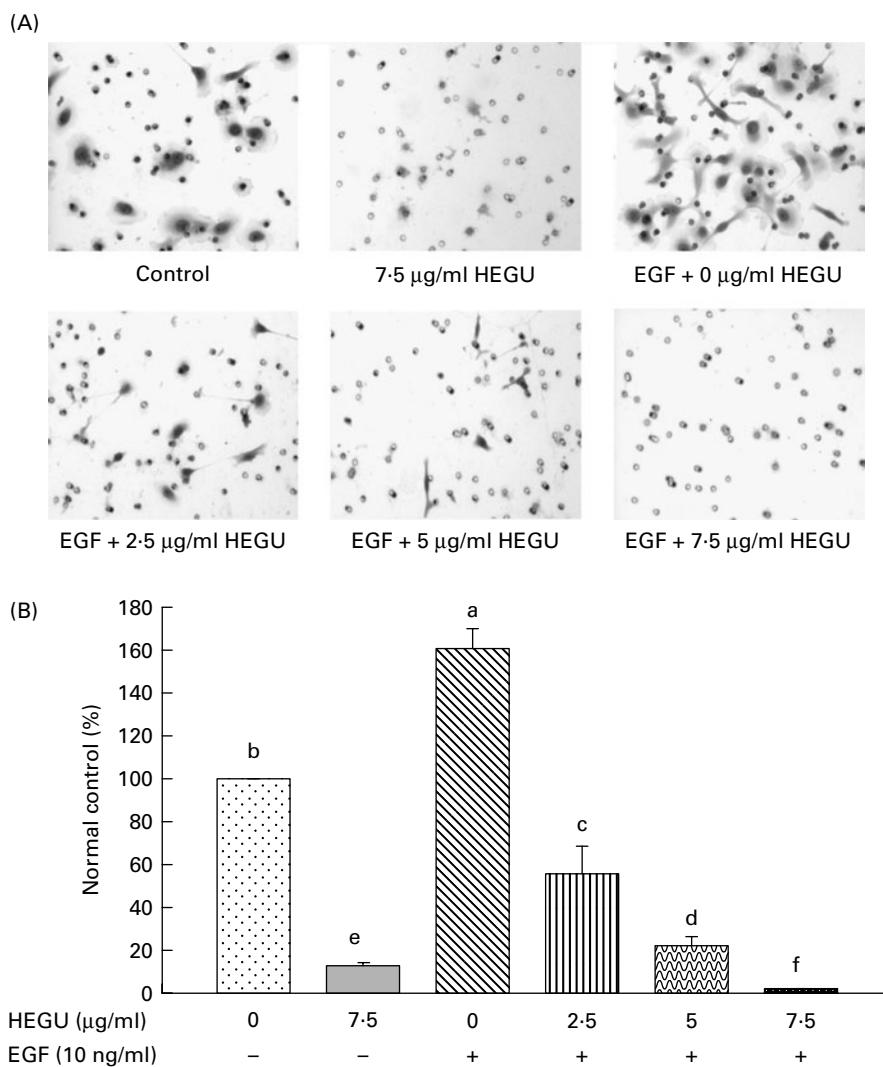 (A)
Control
7·5 μg/ml HEGU
EGF + 0 μg/ml HEGU
EGF + 2·5 μg/ml HEGU
EGF + 5 μg/ml HEGU
EGF + 7·5 μg/ml HEGU
(B)
Normal control (%)
180
160
140
120
100
80
60
40
20
0
b
e
a
c
d
f
HEGU (μg/ml) 0 7·5 0 2·5 5 7·5
EGF (10 ng/ml) – – + + + +